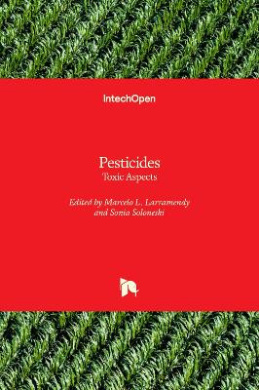 IntechOpen
Pesticides
Toxic Aspects
Edited by Marcelo L. Larramendy
and Sonia Soloneski